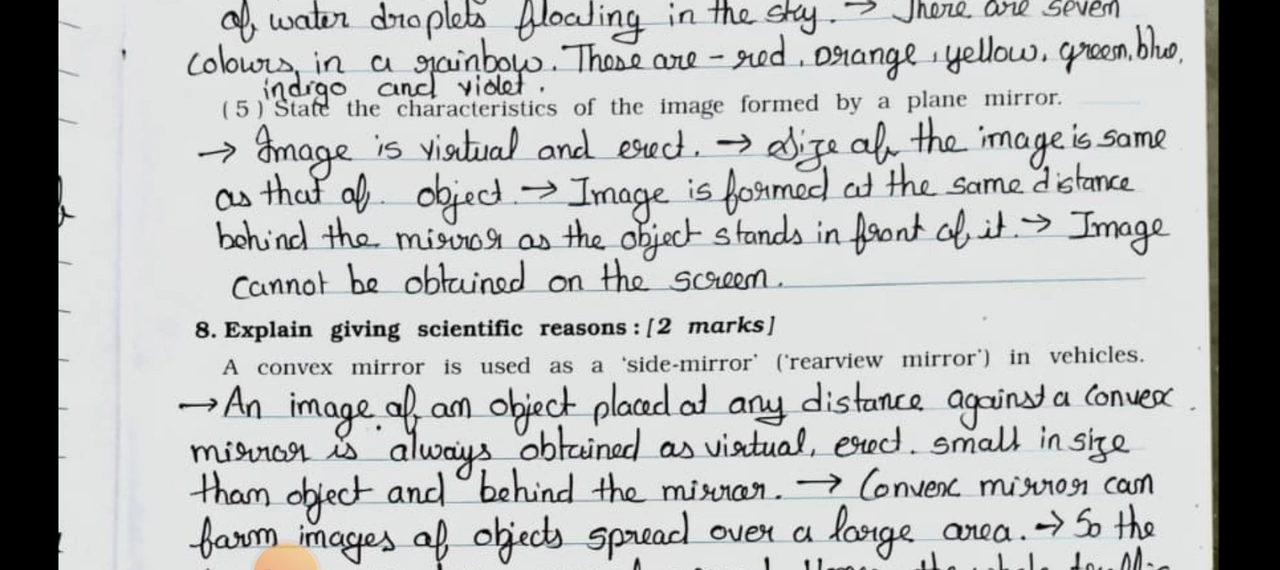 of water droplets floating in the sky. → There are seven
colours, in a rainbow. These are - red, orange, yellow, green, blue,
indigo and violet.
(5) State the characteristics of the image formed by a plane mirror.
→ Image is virtual and erect. → Size of the image is same
as that of object. → Image is formed at the same distance
behind the mirror as the object stands in front of it. → Image
cannot be obtained on the screen.
8. Explain giving scientific reasons : [2 marks]
A convex mirror is used as a 'side-mirror' ('rearview mirror') in vehicles.
→ An image of an object placed at any distance against a convex
mirror is always obtained as virtual, erect. small in size
than object and behind the mirror. → Convex mirror can
form images of objects spread over a large area. → So the
the whole